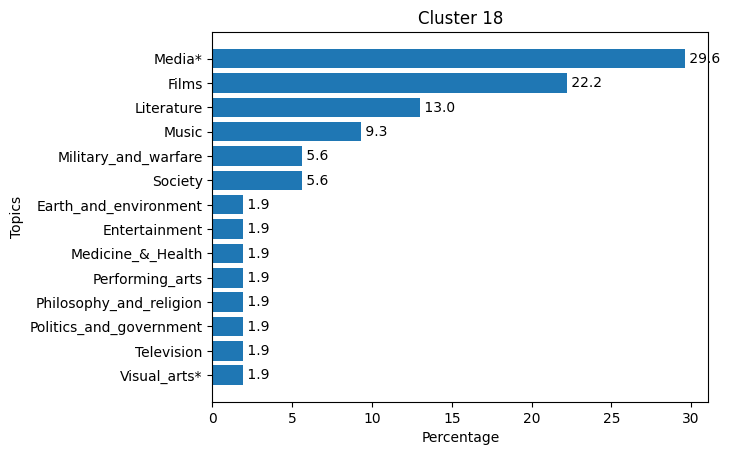 Cluster 18
Topics
Media* 29.6
Films 22.2
Literature 13.0
Music 9.3
Military_and_warfare 5.6
Society 5.6
Earth_and_environment 1.9
Entertainment 1.9
Medicine_&_Health 1.9
Performing_arts 1.9
Philosophy_and_religion 1.9
Politics_and_government 1.9
Television 1.9
Visual_arts* 1.9
0 5 10 15 20 25 30
Percentage